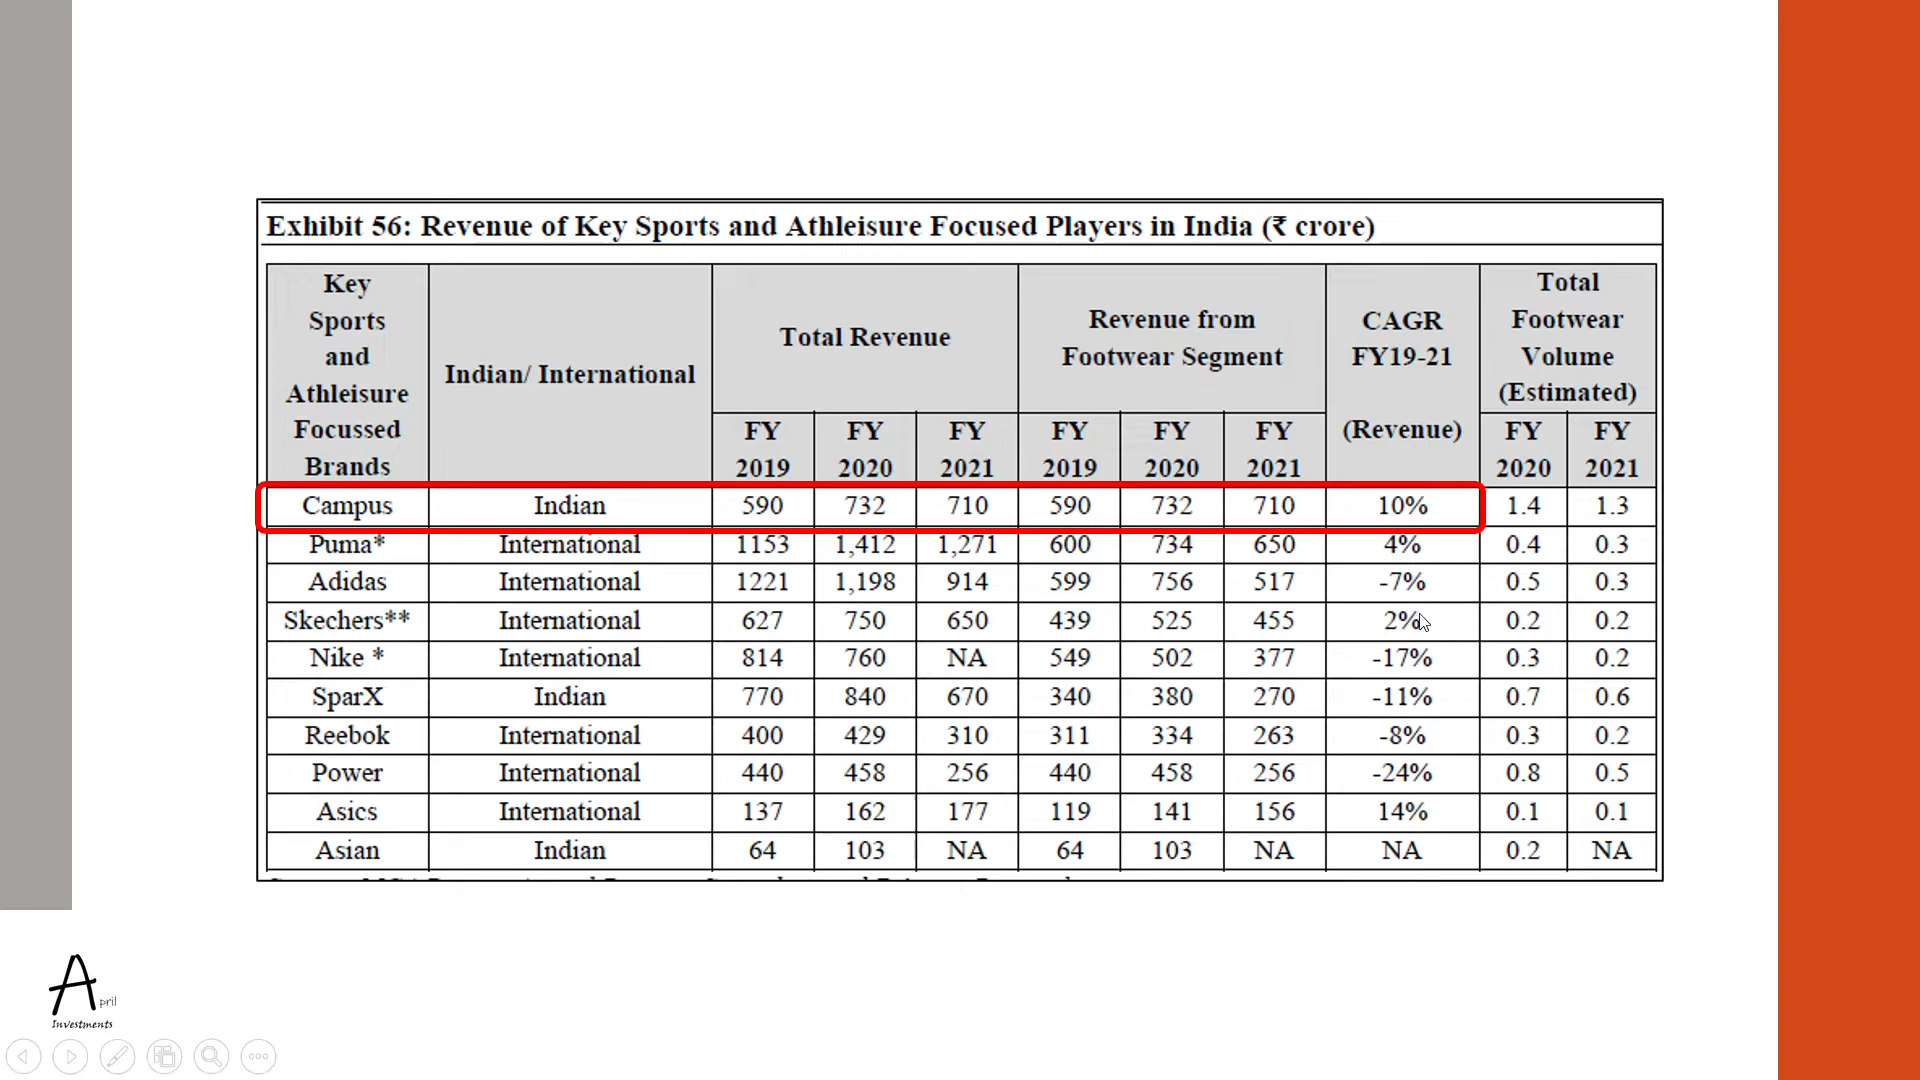 Exhibit 56: Revenue of Key Sports and Athleisure Focused Players in India (₹ crore)
Key Sports and Athleisure Focussed Brands | Indian/ International | Total Revenue | Revenue from Footwear Segment | CAGR FY19-21 (Revenue) | Total Footwear Volume (Estimated)
FY 2019 | FY 2020 | FY 2021 | FY 2019 | FY 2020 | FY 2021 | FY 2020 | FY 2021
Campus | Indian | 590 | 732 | 710 | 590 | 732 | 710 | 10% | 1.4 | 1.3
Puma* | International | 1153 | 1,412 | 1,271 | 600 | 734 | 650 | 4% | 0.4 | 0.3
Adidas | International | 1221 | 1,198 | 914 | 599 | 756 | 517 | -7% | 0.5 | 0.3
Skechers** | International | 627 | 750 | 650 | 439 | 525 | 455 | 2% | 0.2 | 0.2
Nike * | International | 814 | 760 | NA | 549 | 502 | 377 | -17% | 0.3 | 0.2
SparX | Indian | 770 | 840 | 670 | 340 | 380 | 270 | -11% | 0.7 | 0.6
Reebok | International | 400 | 429 | 310 | 311 | 334 | 263 | -8% | 0.3 | 0.2
Power | International | 440 | 458 | 256 | 440 | 458 | 256 | -24% | 0.8 | 0.5
Asics | International | 137 | 162 | 177 | 119 | 141 | 156 | 14% | 0.1 | 0.1
Asian | Indian | 64 | 103 | NA | 64 | 103 | NA | NA | 0.2 | NA
April
Investments